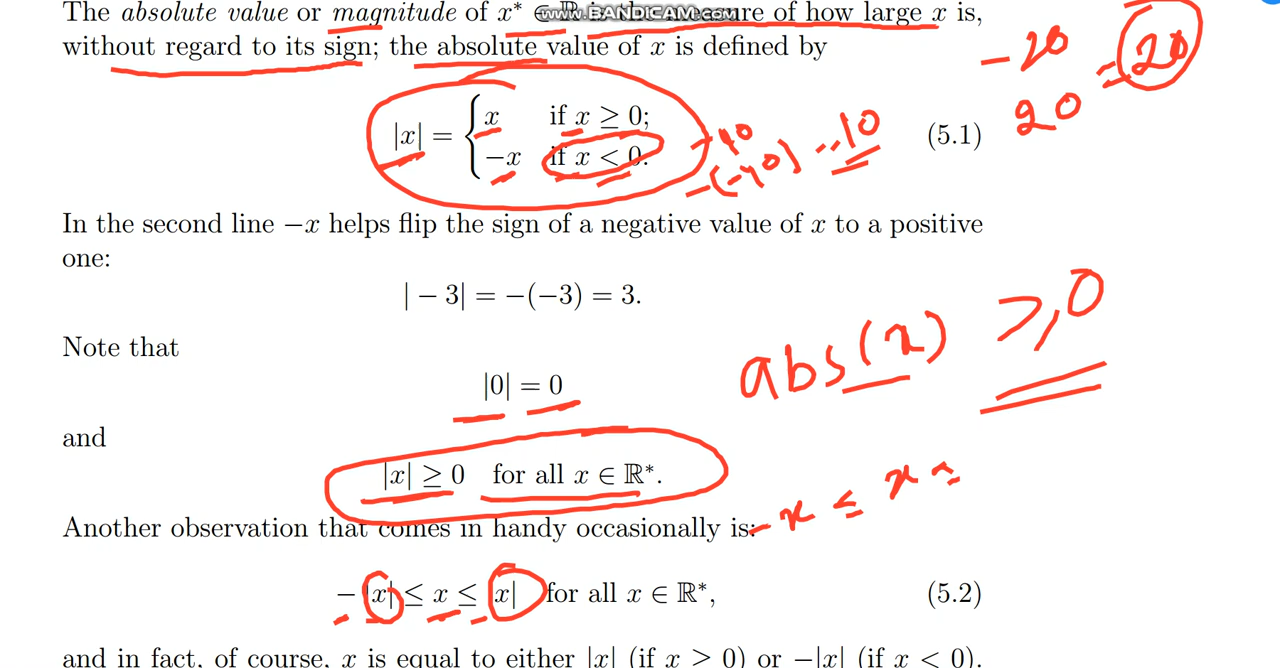 The absolute value or magnitude of x* ∈ ℝ is the measure of how large x is,
www.BANDICAM.com
without regard to its sign; the absolute value of x is defined by
-20
= 20
20
|x| = { x if x ≥ 0;
−x if x < 0. (5.1)
-10
-(-10) = 10
In the second line −x helps flip the sign of a negative value of x to a positive
one:
| − 3| = −(−3) = 3.
Note that
abs(x) ≥ 0
|0| = 0
and
|x| ≥ 0 for all x ∈ ℝ*.
Another observation that comes in handy occasionally is:
-x ≤ x ≤
−|x| ≤ x ≤ |x| for all x ∈ ℝ*, (5.2)
and in fact, of course, x is equal to either |x| (if x > 0) or −|x| (if x < 0).